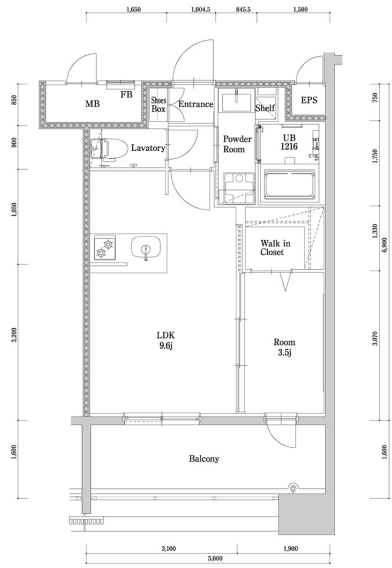 1,650
1,004.5
845.5
1,500
850
900
1,950
3,200
1,600
MB
FB
Shoes
Box
Entrance
Shelf
EPS
Lavatory
Powder
Room
UB
1216
Walk in
Closet
LDK
9.6j
Room
3.5j
Balcony
750
1,750
1,330
3,070
6,900
1,600
3,100
1,900
5,000